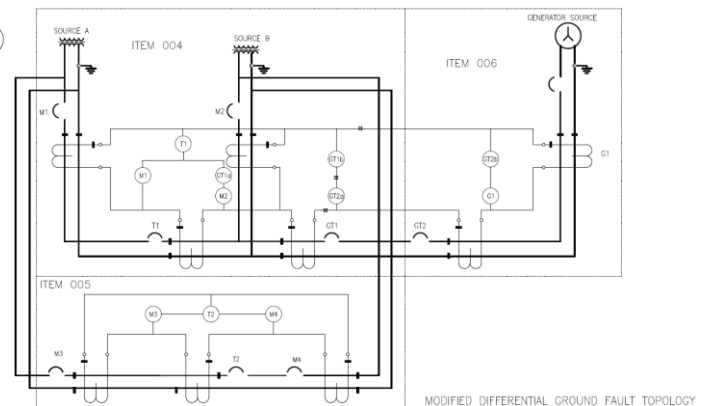 SOURCE A
ITEM 004
SOURCE B
GENERATOR SOURCE
ITEM 006
M1
M2
G1
T1
M1
GT1a
M2
GT1b
GT2a
GT2b
G1
T1
GT1
GT2
ITEM 005
M3
T2
M4
M3
T2
M4
MODIFIED DIFFERENTIAL GROUND FAULT TOPOLOGY